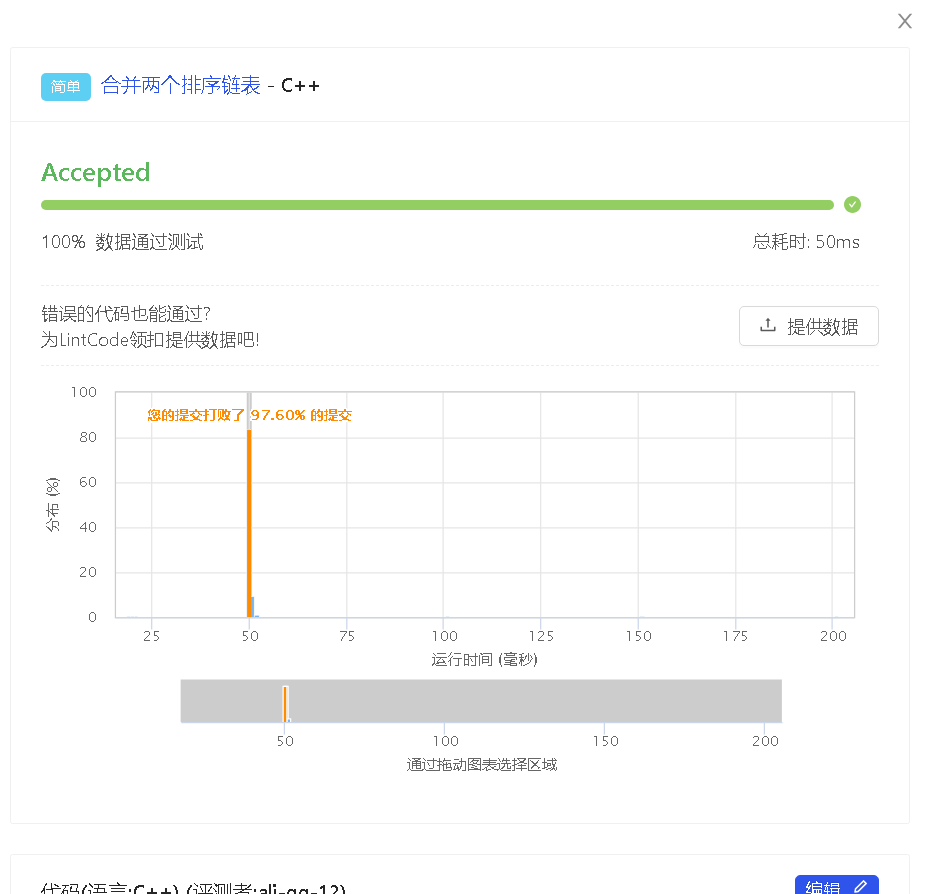 简单 合并两个排序链表 - C++
Accepted
100% 数据通过测试 总耗时: 50ms
错误的代码也能通过?
为LintCode领扣提供数据吧!
提供数据
您的提交打败了 97.60% 的提交
100
80
60
40
20
0
分布 (%)
25 50 75 100 125 150 175 200
运行时间 (毫秒)
50 100 150 200
通过拖动图表选择区域
代码(语言:C++) (评测者:ali-qq-12) 编辑